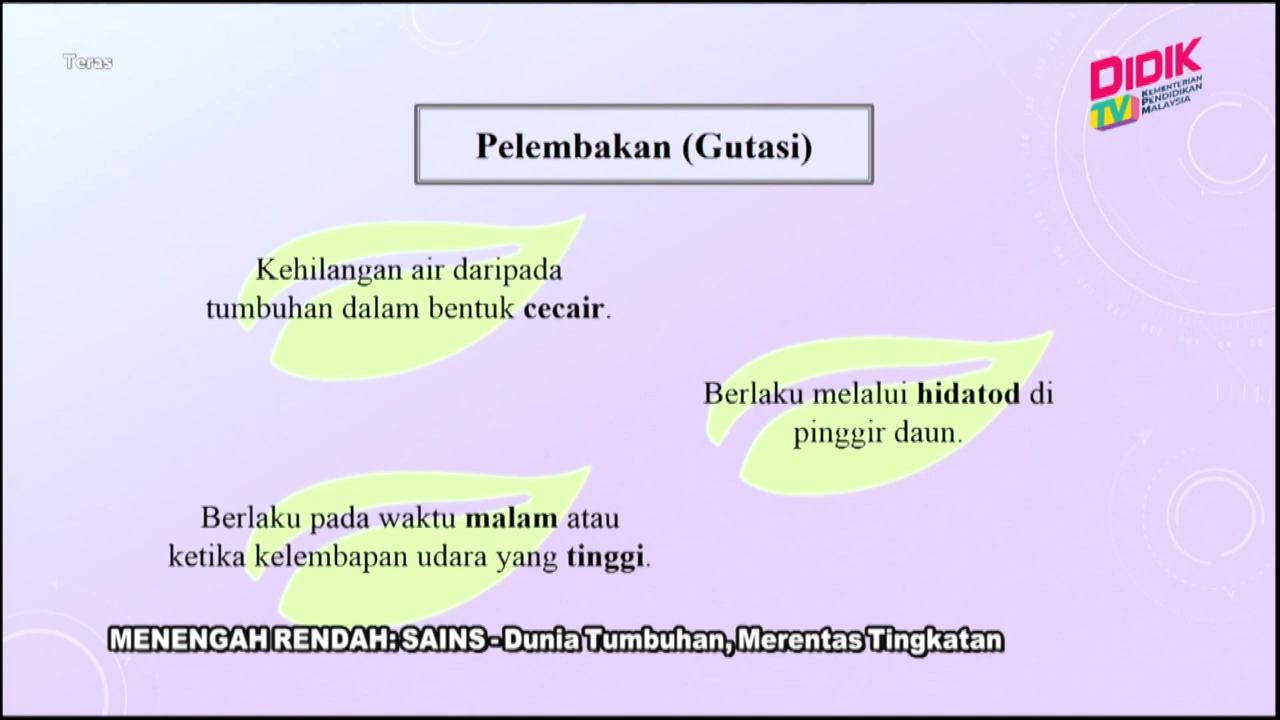 Teras
DIDIK
TV
KEMENTERIAN
PENDIDIKAN
MALAYSIA
Pelembakan (Gutasi)
Kehilangan air daripada
tumbuhan dalam bentuk cecair.
Berlaku melalui hidatod di
pinggir daun.
Berlaku pada waktu malam atau
ketika kelembapan udara yang tinggi.
MENENGAH RENDAH: SAINS - Dunia Tumbuhan, Merentas Tingkatan